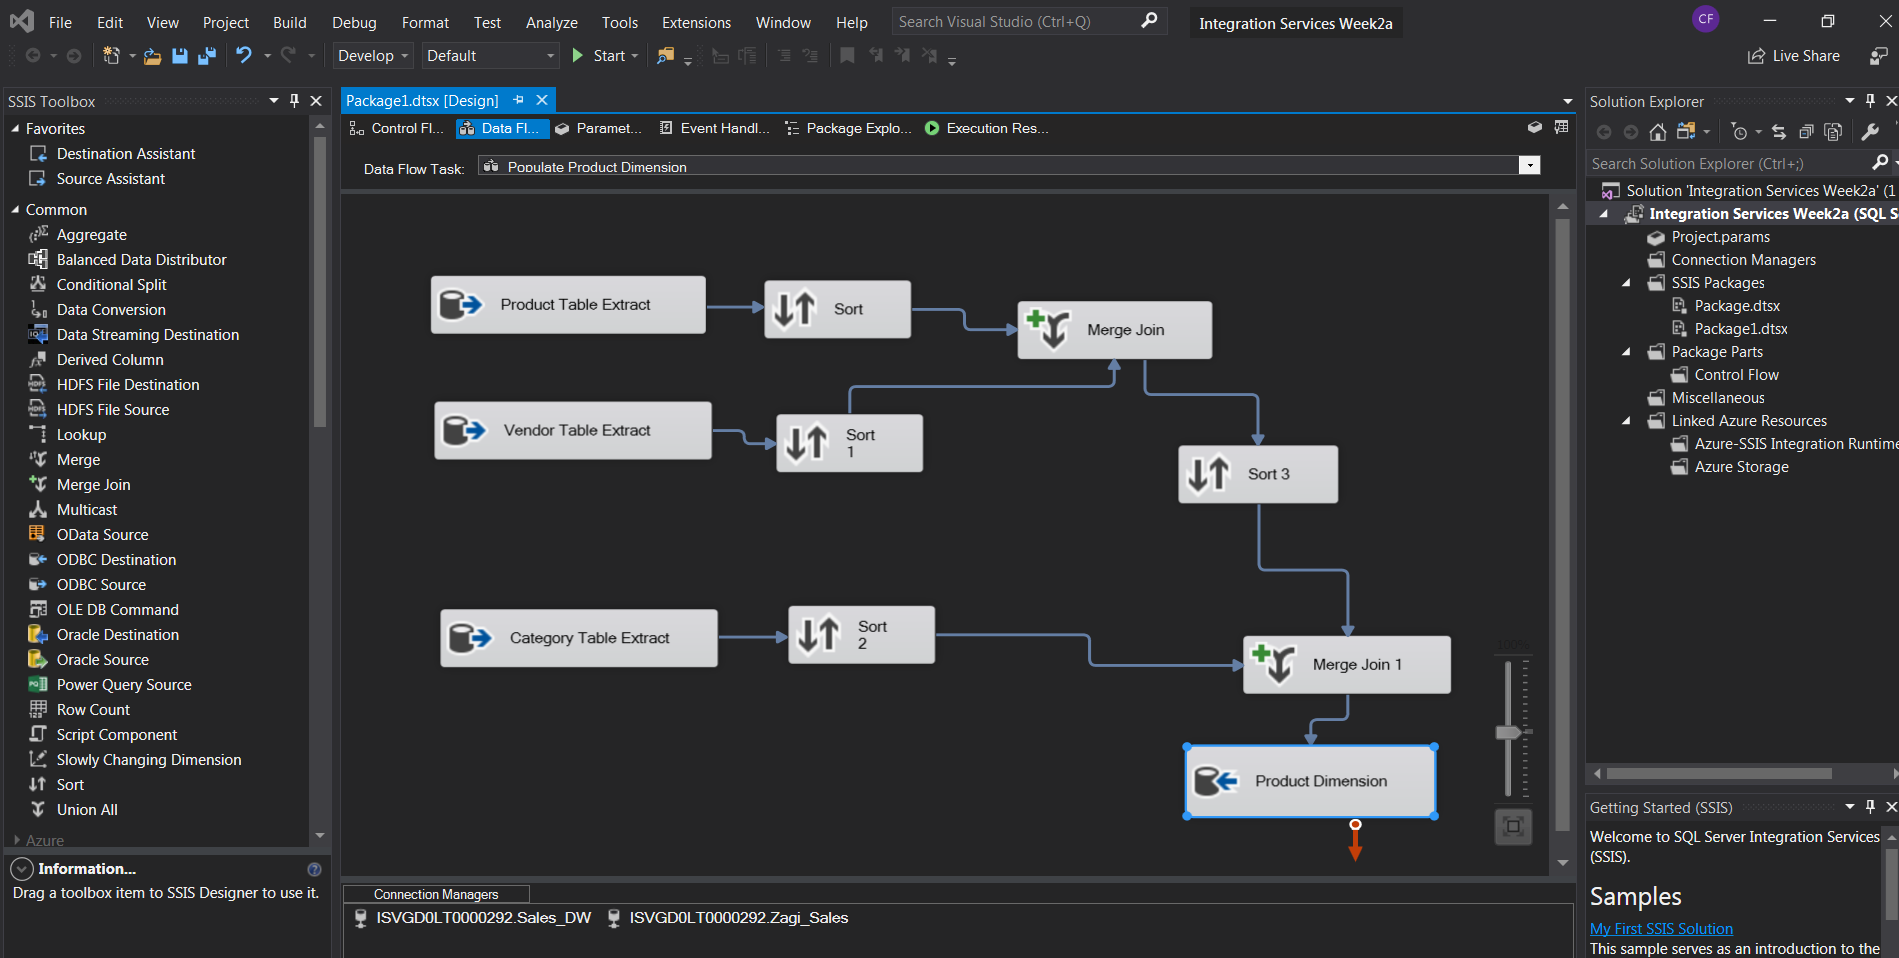 File Edit View Project Build Debug Format Test Analyze Tools Extensions Window Help Search Visual Studio (Ctrl+Q) Integration Services Week2a CF
Develop Default Start Live Share
SSIS Toolbox
Favorites
Destination Assistant
Source Assistant
Common
Aggregate
Balanced Data Distributor
Conditional Split
Data Conversion
Data Streaming Destination
Derived Column
HDFS File Destination
HDFS File Source
Lookup
Merge
Merge Join
Multicast
OData Source
ODBC Destination
ODBC Source
OLE DB Command
Oracle Destination
Oracle Source
Power Query Source
Row Count
Script Component
Slowly Changing Dimension
Sort
Union All
Azure
Information...
Drag a toolbox item to SSIS Designer to use it.
Package1.dtsx [Design]
Control Fl... Data Fl... Paramet... Event Handl... Package Explo... Execution Res...
Data Flow Task: Populate Product Dimension
Product Table Extract
Sort
Merge Join
Vendor Table Extract
Sort
1
Sort 3
Category Table Extract
Sort
2
Merge Join 1
100%
Product Dimension
Connection Managers
ISVGD0LT0000292.Sales_DW ISVGD0LT0000292.Zagi_Sales
Solution Explorer
Search Solution Explorer (Ctrl+;)
Solution 'Integration Services Week2a' (1
Integration Services Week2a (SQL S
Project.params
Connection Managers
SSIS Packages
Package.dtsx
Package1.dtsx
Package Parts
Control Flow
Miscellaneous
Linked Azure Resources
Azure-SSIS Integration Runtime
Azure Storage
Getting Started (SSIS)
Welcome to SQL Server Integration Services
(SSIS).
Samples
My First SSIS Solution
This sample serves as an introduction to the